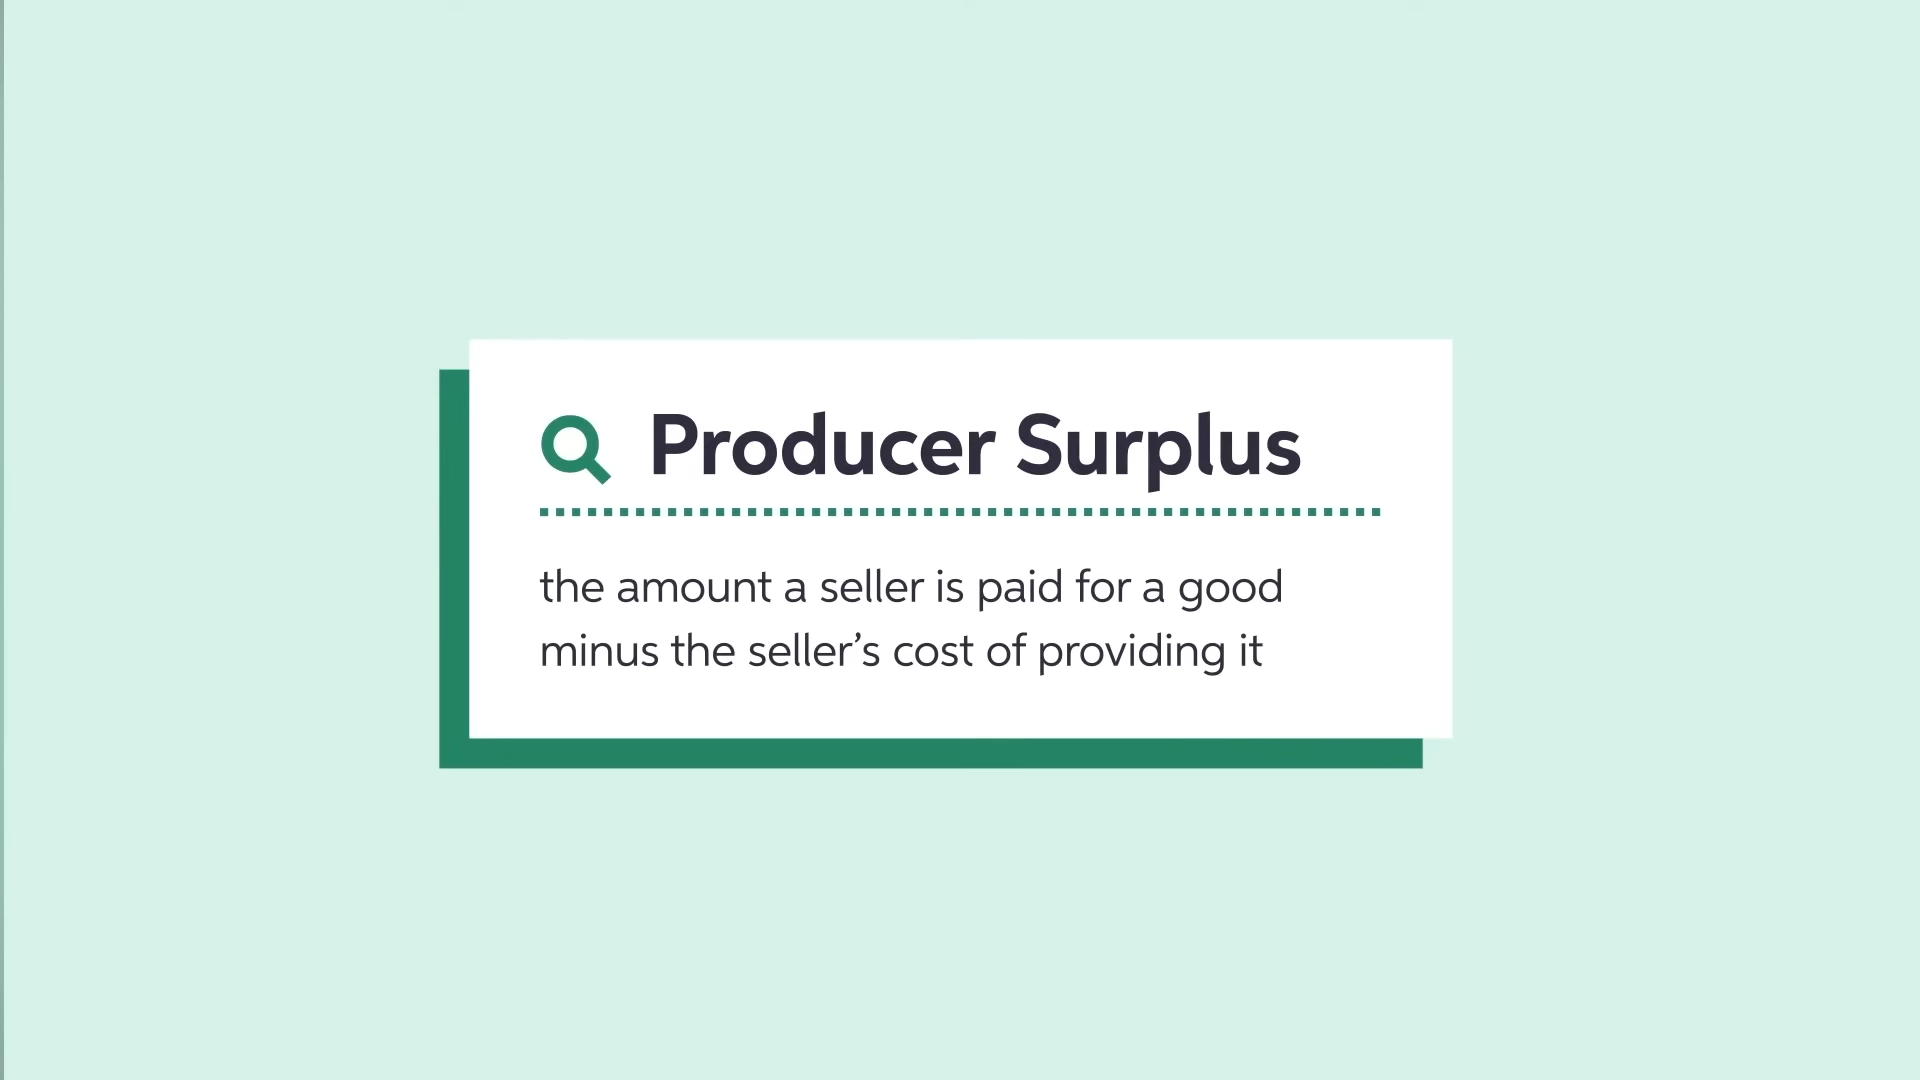 Producer Surplus
the amount a seller is paid for a good
minus the seller’s cost of providing it